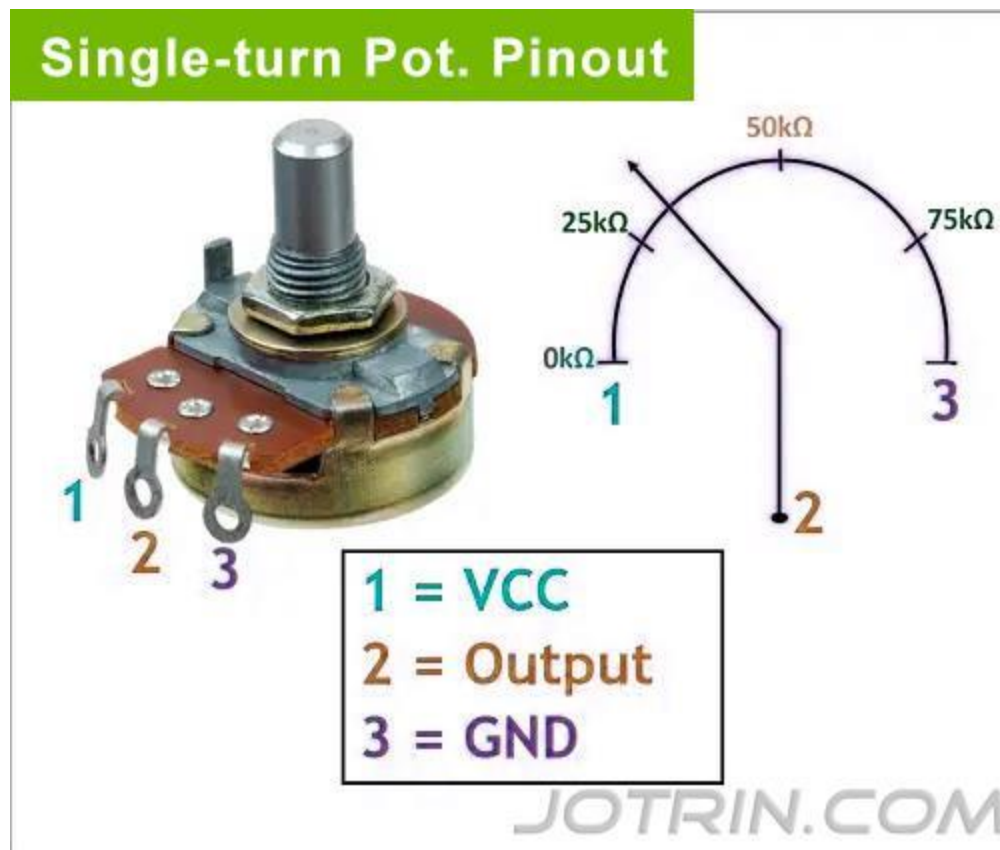 Single-turn Pot. Pinout
50kΩ
25kΩ
75kΩ
0kΩ
1
3
1
2
3
2
1 = VCC
2 = Output
3 = GND
JOTRIN.COM